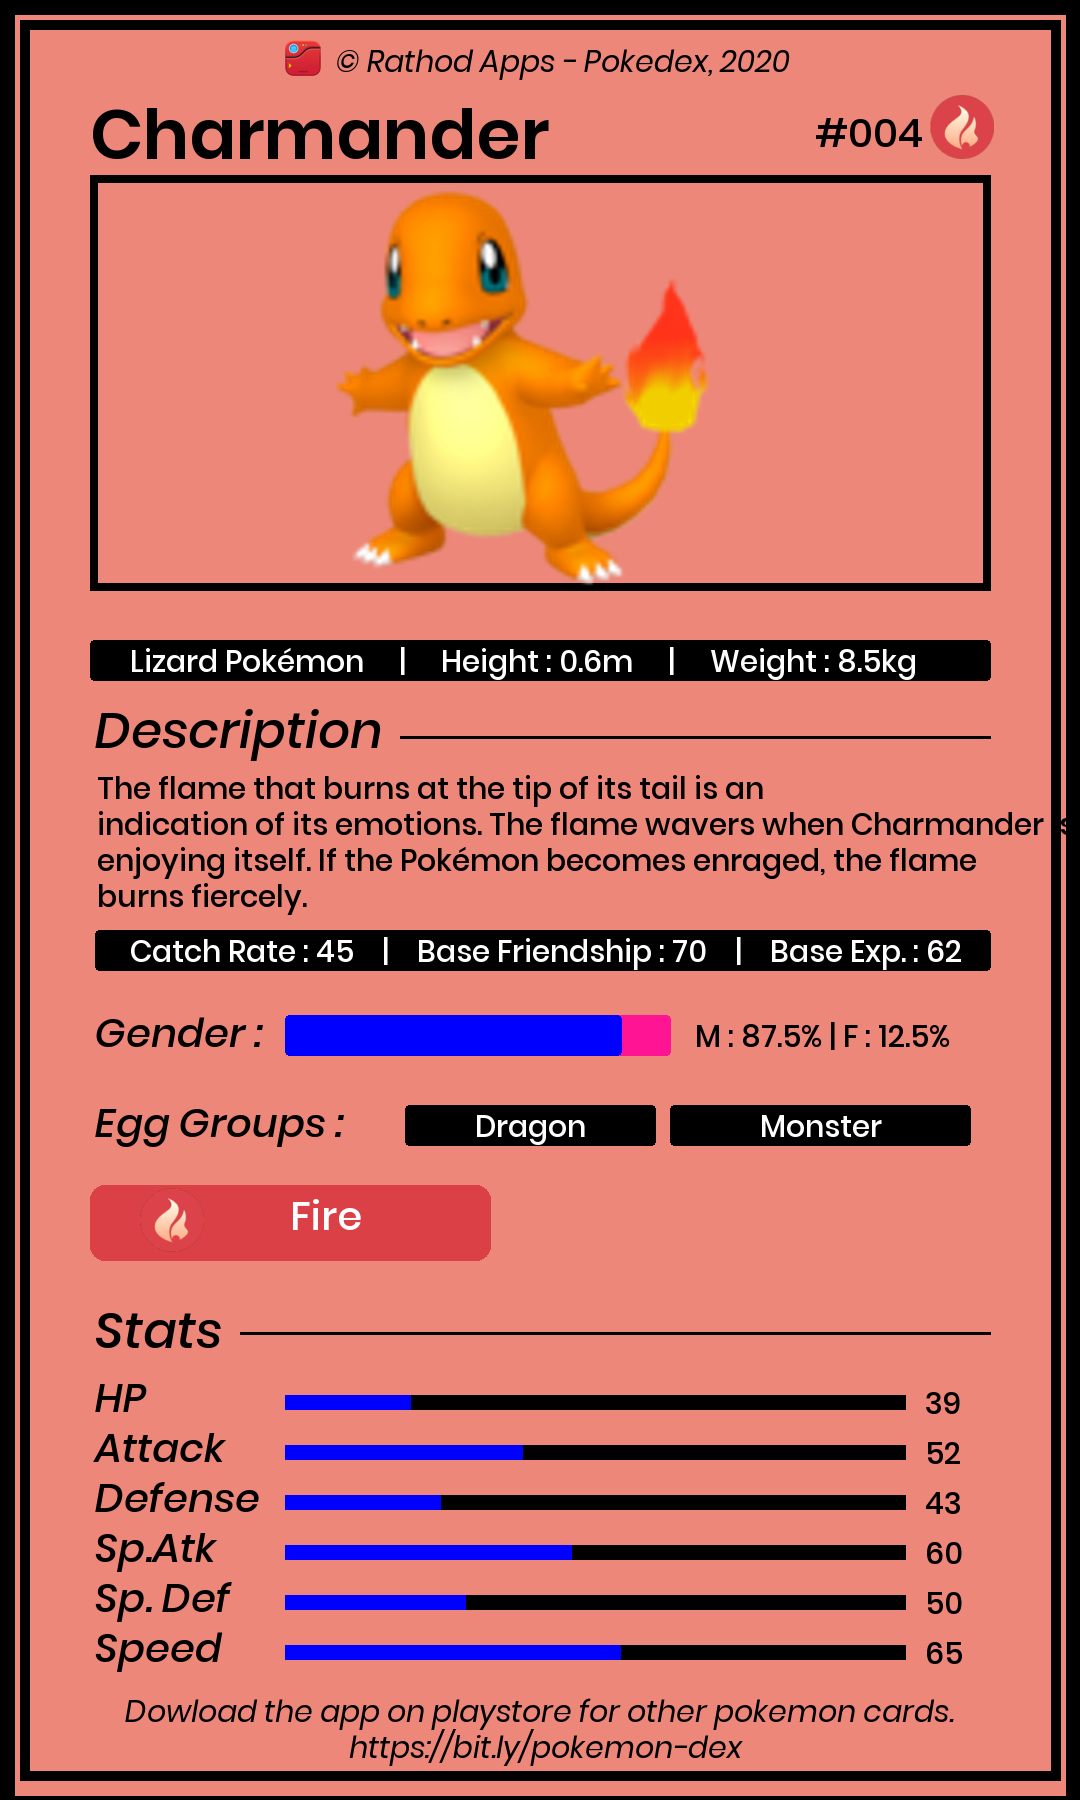 © Rathod Apps - Pokedex, 2020
Charmander #004
Lizard Pokémon | Height : 0.6m | Weight : 8.5kg
Description
The flame that burns at the tip of its tail is an
indication of its emotions. The flame wavers when Charmander is
enjoying itself. If the Pokémon becomes enraged, the flame
burns fiercely.
Catch Rate : 45 | Base Friendship : 70 | Base Exp. : 62
Gender : M : 87.5% | F : 12.5%
Egg Groups : Dragon Monster
Fire
Stats
HP 39
Attack 52
Defense 43
Sp.Atk 60
Sp. Def 50
Speed 65
Dowload the app on playstore for other pokemon cards.
https://bit.ly/pokemon-dex